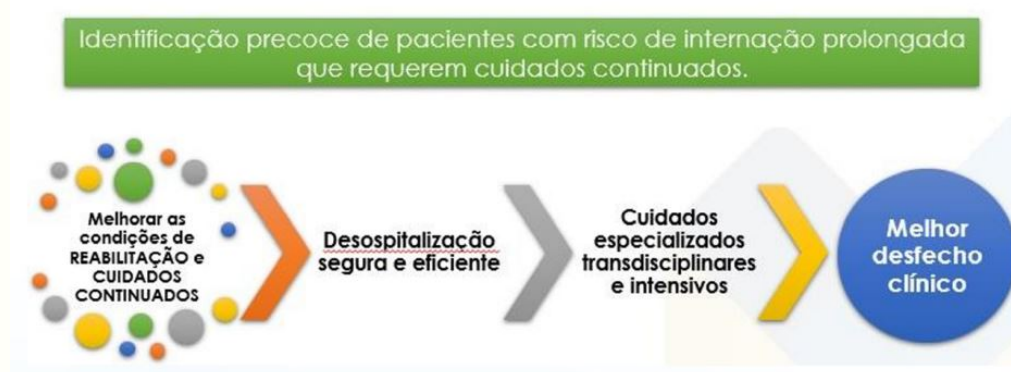 Identificação precoce de pacientes com risco de internação prolongada
que requerem cuidados continuados.
Melhorar as
condições de
REABILITAÇÃO e
CUIDADOS
CONTINUADOS
Desospitalização
segura e eficiente
Cuidados
especializados
transdisciplinares
e intensivos
Melhor
desfecho
clínico